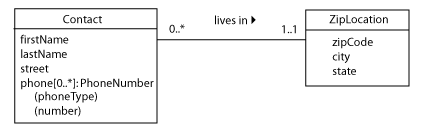 Contact
firstName
lastName
street
phone[0..*]: PhoneNumber
(phoneType)
(number)
0..*
lives in
1..1
ZipLocation
zipCode
city
state